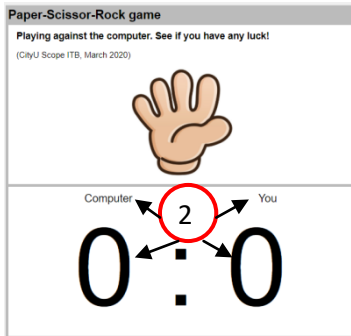 Paper-Scissor-Rock game
Playing against the computer. See if you have any luck!
(CityU Scope ITB, March 2020)
Computer 2 You
0 : 0